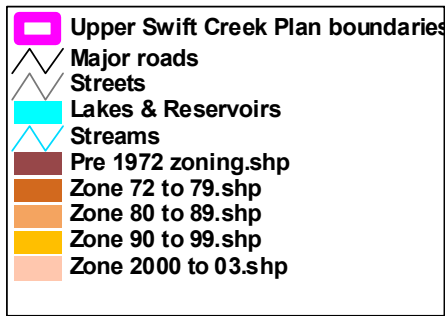 Upper Swift Creek Plan boundaries
Major roads
Streets
Lakes & Reservoirs
Streams
Pre 1972 zoning.shp
Zone 72 to 79.shp
Zone 80 to 89.shp
Zone 90 to 99.shp
Zone 2000 to 03.shp